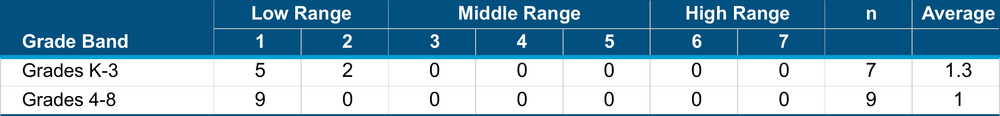 Low Range Middle Range High Range n Average
Grade Band 1 2 3 4 5 6 7
Grades K-3 5 2 0 0 0 0 0 7 1.3
Grades 4-8 9 0 0 0 0 0 0 9 1